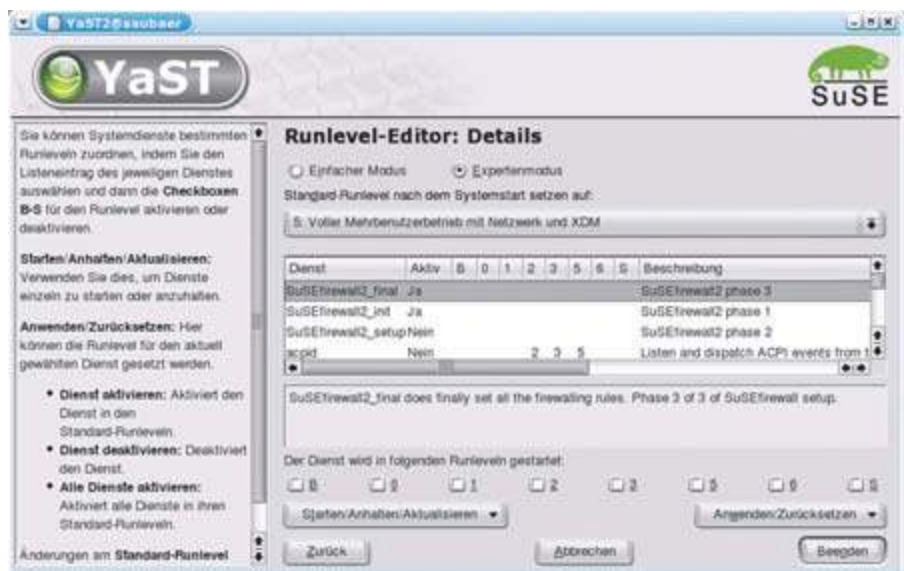 YaST2@saubaer
YaST
SuSE
Sie können Systemdienste bestimmten
Runleveln zuordnen, indem Sie den
Listeneintrag des jeweiligen Dienstes
auswählen und dann die Checkboxen
B-S für den Runlevel aktivieren oder
deaktivieren.
Starten/Anhalten/Aktualisieren:
Verwenden Sie dies, um Dienste
einzeln zu starten oder anzuhalten.
Anwenden/Zurücksetzen: Hier
können die Runlevel für den aktuell
gewählten Dienst gesetzt werden.
• Dienst aktivieren: Aktiviert den
Dienst in den
Standard-Runleveln.
• Dienst deaktivieren: Deaktiviert
den Dienst.
• Alle Dienste aktivieren:
Aktiviert alle Dienste in ihren
Standard-Runleveln.
Änderungen am Standard-Runlevel
Runlevel-Editor: Details
Einfacher Modus Expertenmodus
Standard-Runlevel nach dem Systemstart setzen auf:
5: Voller Mehrbenutzerbetrieb mit Netzwerk und XDM
Dienst Aktiv B 0 1 2 3 5 6 S Beschreibung
SuSEfirewall2_final Ja SuSEfirewall2 phase 3
SuSEfirewall2_init Ja SuSEfirewall2 phase 1
SuSEfirewall2_setup Nein SuSEfirewall2 phase 2
acpid Nein 2 3 5 Listen and dispatch ACPI events from t
SuSEfirewall2_final does finally set all the firewalling rules. Phase 3 of 3 of SuSEfirewall setup.
Der Dienst wird in folgenden Runleveln gestartet:
B 0 1 2 3 5 6 S
Starten/Anhalten/Aktualisieren Anwenden/Zurücksetzen
Zurück Abbrechen Beenden